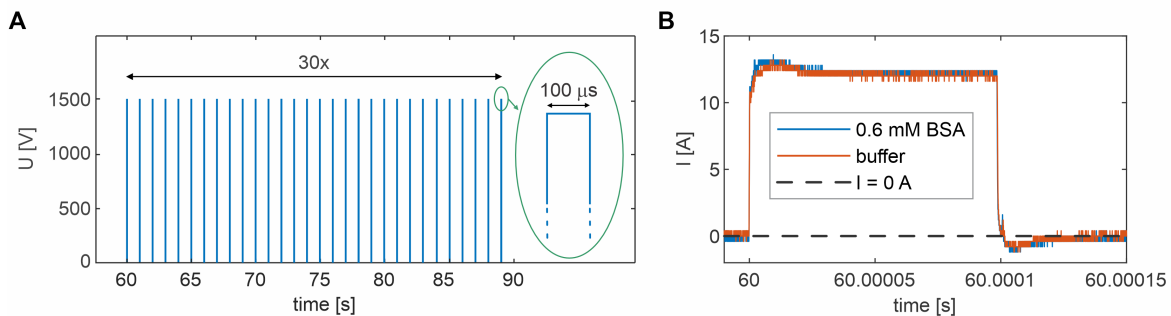 A
30x
100 μs
1500
1000
500
0
U [V]
60 65 70 75 80 85 90
time [s]
B
15
10
5
0
I [A]
0.6 mM BSA
buffer
I = 0 A
60 60.00005 60.0001 60.00015
time [s]